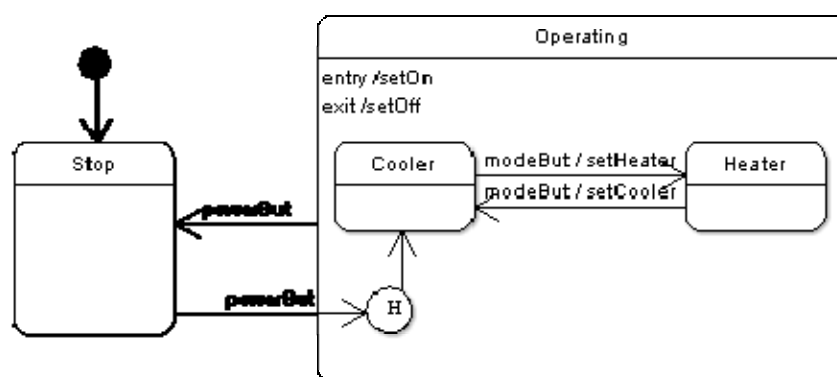 Operating
entry /setOn
exit /setOff
Stop
Cooler
modeBut / setHeater
Heater
modeBut / setCooler
powerBut
powerBut
H